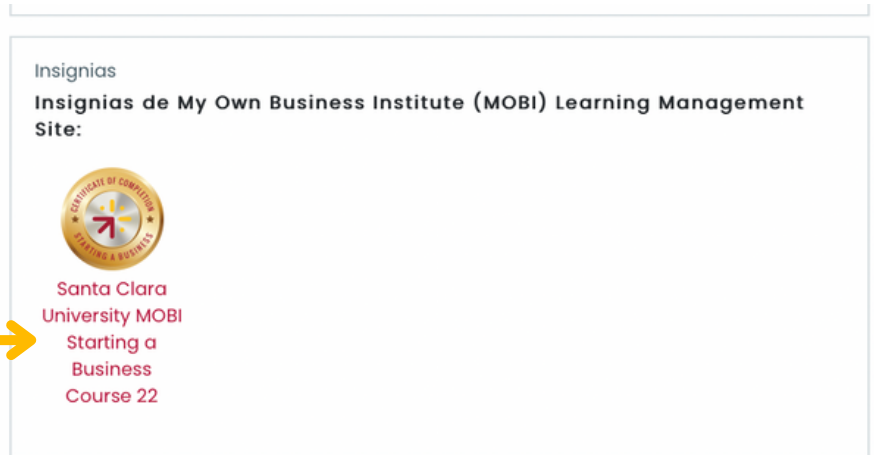 Insignias
Insignias de My Own Business Institute (MOBI) Learning Management
Site:
CERTIFICATE OF COMPLETION
STARTING A BUSINESS
Santa Clara
University MOBI
Starting a
Business
Course 22